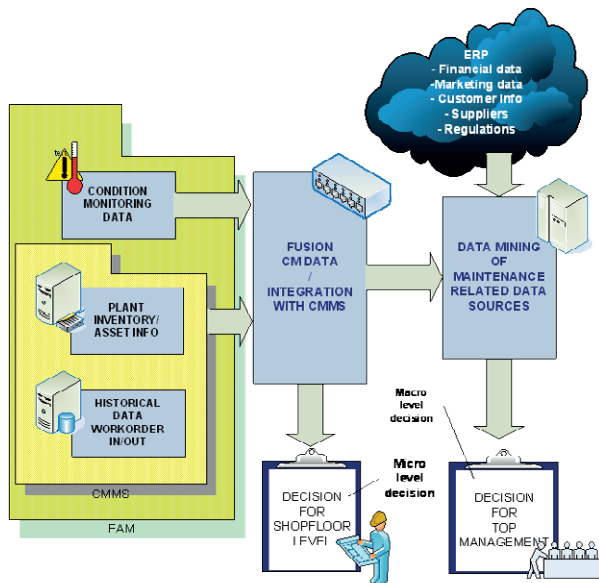 ERP
- Financial data
-Marketing data
- Customer info
- Suppliers
- Regulations
CONDITION
MONITORING
DATA
PLANT
INVENTORY/
ASSET INFO
HISTORICAL
DATA
WORKORDER
IN/OUT
CMMS
FAM
FUSION
CM DATA
/
INTEGRATION
WITH CMMS
DATA MINING
OF
MAINTENANCE
RELATED DATA
SOURCES
Micro
level
decision
DECISION
FOR
SHOPFLOOR
LEVEL
Macro
level
decision
DECISION
FOR
TOP
MANAGEMENT